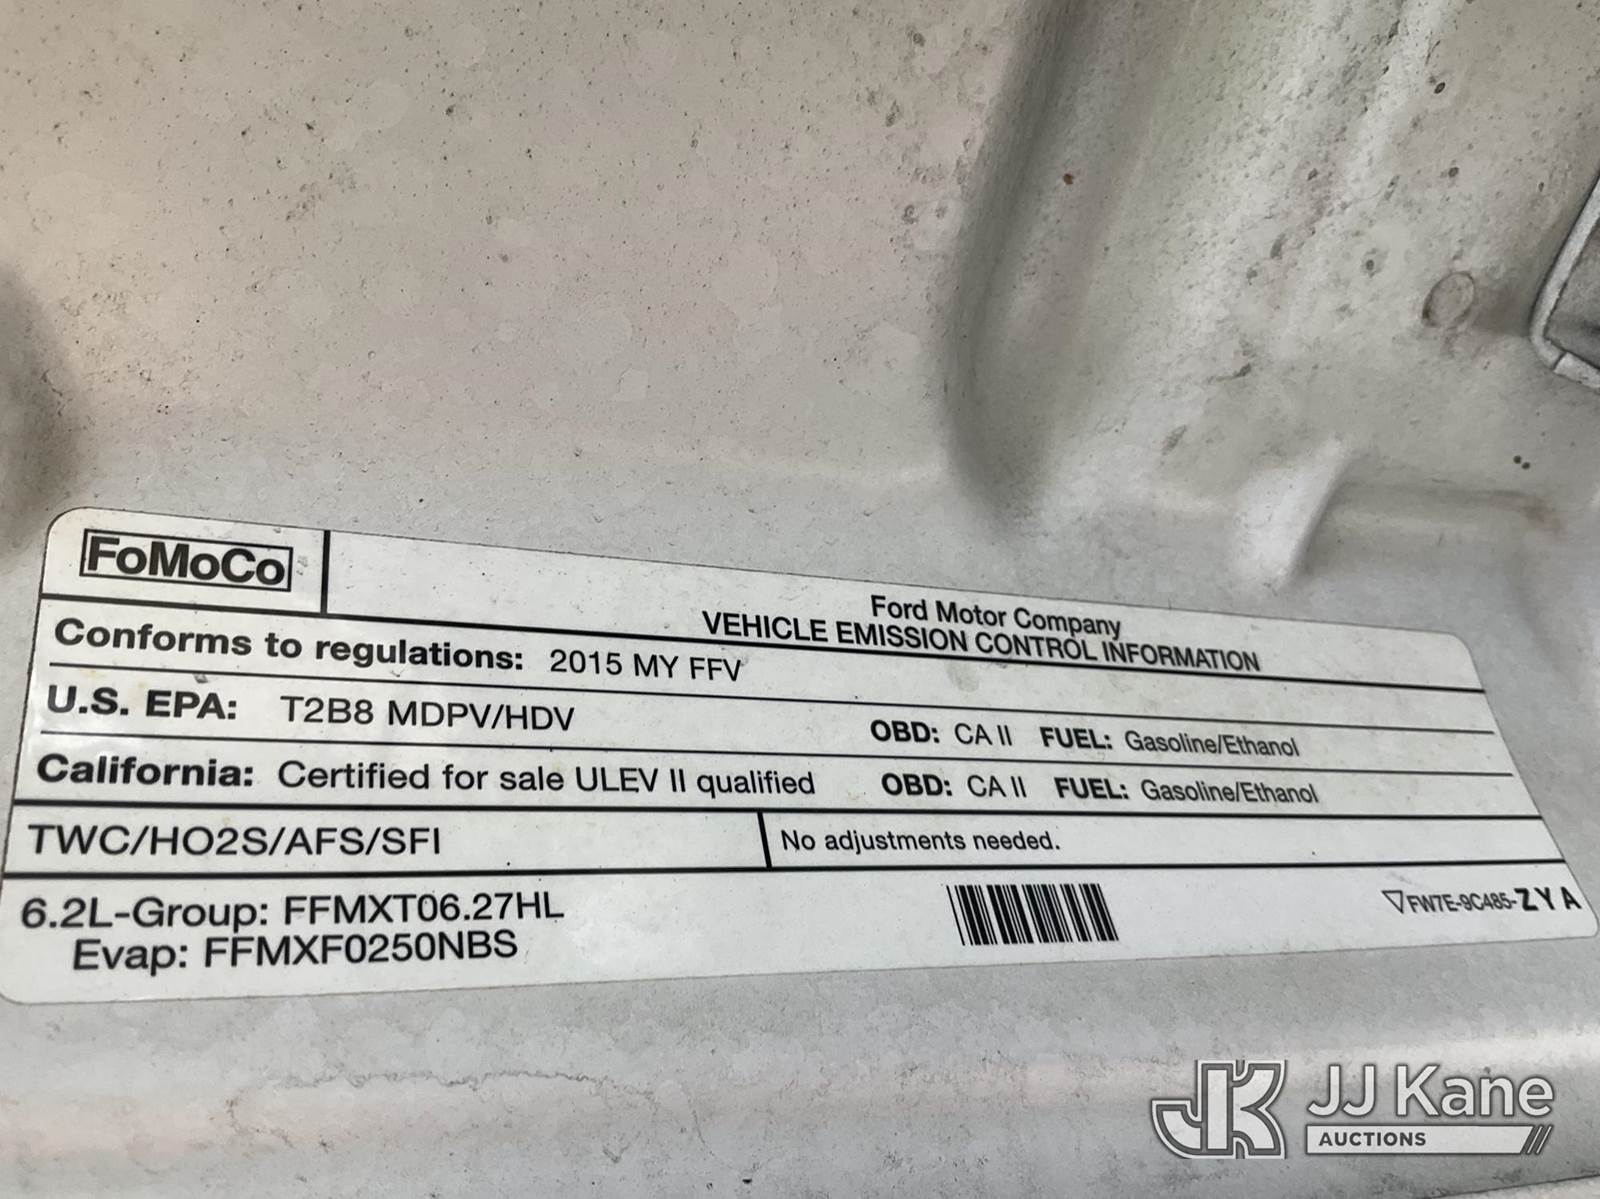 FoMoCo
Ford Motor Company
VEHICLE EMISSION CONTROL INFORMATION
Conforms to regulations: 2015 MY FFV
U.S. EPA: T2B8 MDPV/HDV OBD: CA II FUEL: Gasoline/Ethanol
California: Certified for sale ULEV II qualified OBD: CA II FUEL: Gasoline/Ethanol
TWC/HO2S/AFS/SFI No adjustments needed.
6.2L-Group: FFMXT06.27HL
Evap: FFMXF0250NBS
FW7E-9C485-ZYA
JK JJ Kane
AUCTIONS